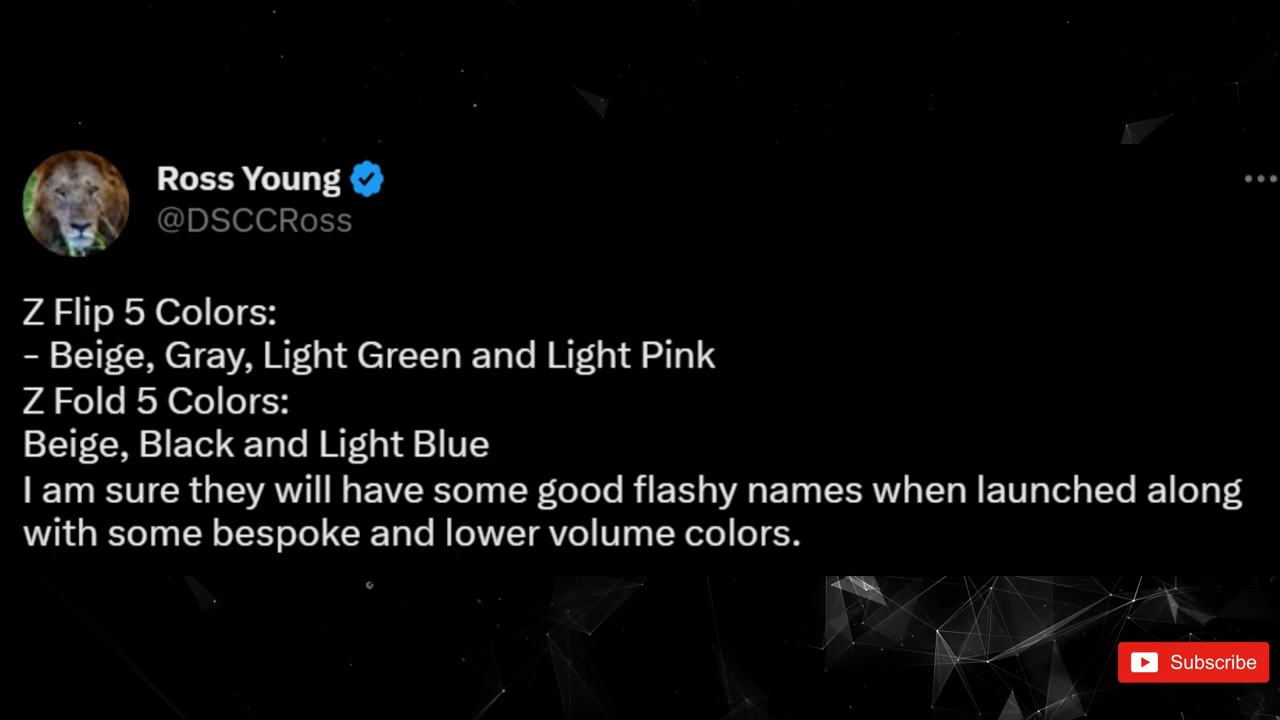 Ross Young
@DSCCRoss
Z Flip 5 Colors:
- Beige, Gray, Light Green and Light Pink
Z Fold 5 Colors:
Beige, Black and Light Blue
I am sure they will have some good flashy names when launched along
with some bespoke and lower volume colors.
Subscribe